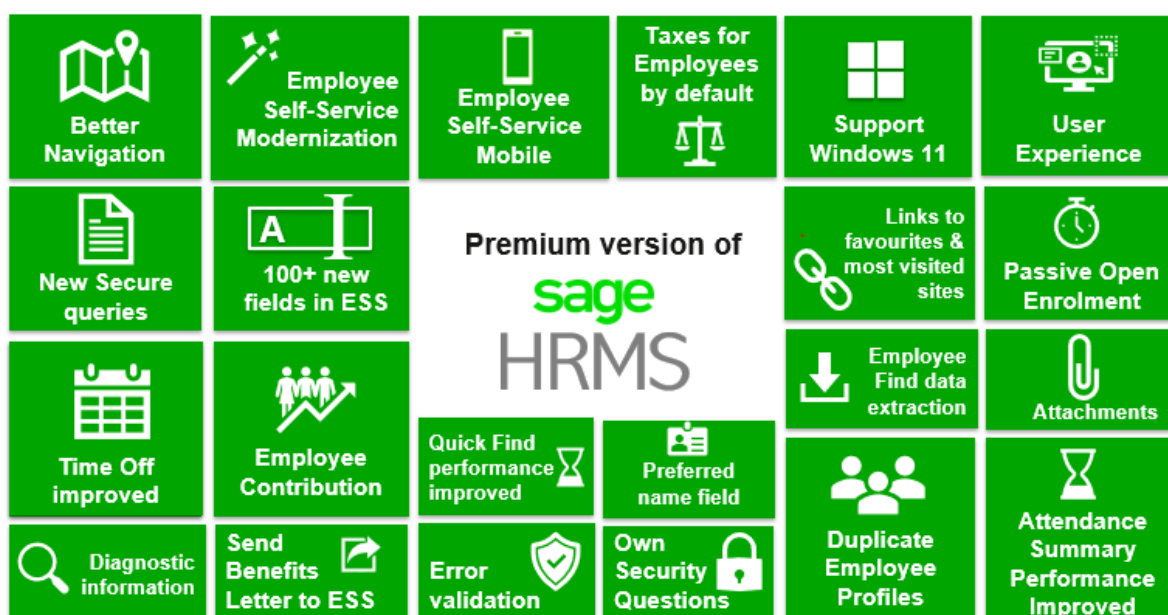 Better
Navigation
Employee
Self-Service
Modernization
Employee
Self-Service
Mobile
Taxes for
Employees
by default
Support
Windows 11
User
Experience
New Secure
queries
A
100+ new
fields in ESS
Premium version of
sage
HRMS
Links to
favourites &
most visited
sites
Passive Open
Enrolment
Time Off
improved
Employee
Contribution
Quick Find
performance
improved
Preferred
name field
Employee
Find data
extraction
Attachments
Diagnostic
information
Send
Benefits
Letter to ESS
Error
validation
Own
Security
Questions
Duplicate
Employee
Profiles
Attendance
Summary
Performance
Improved